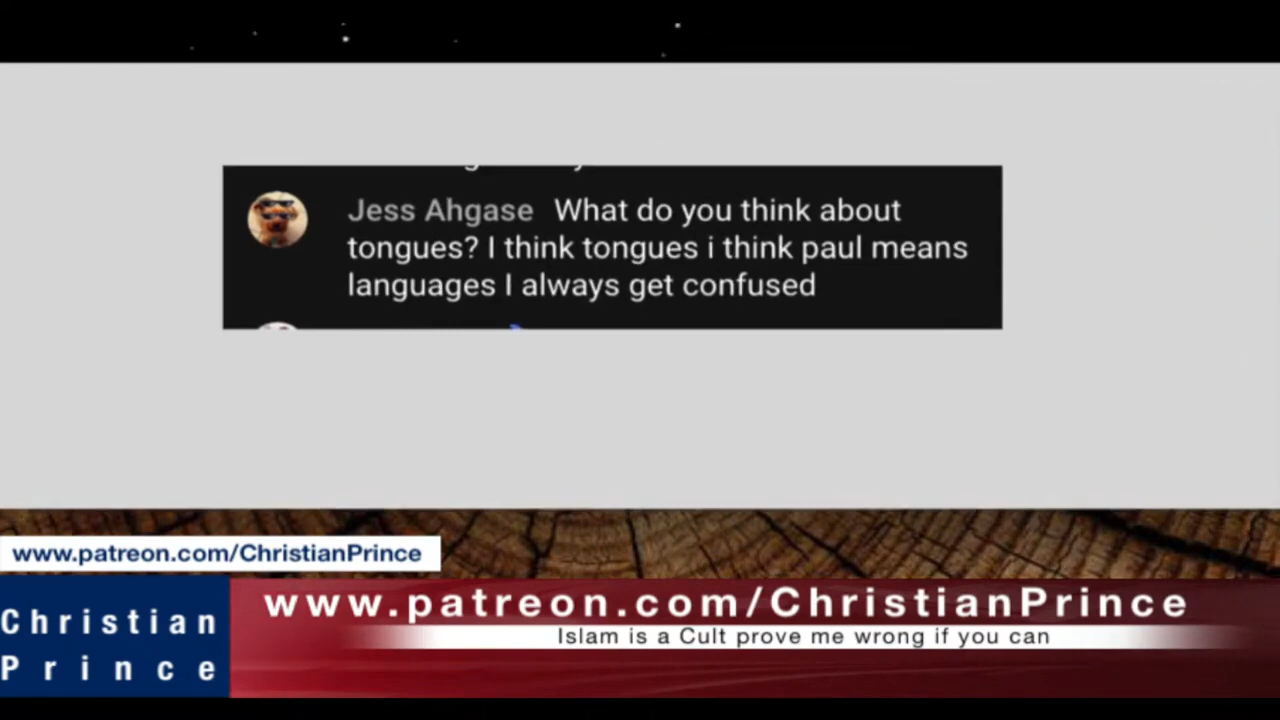 Jess Ahgase What do you think about
tongues? I think tongues i think paul means
languages I always get confused
www.patreon.com/ChristianPrince
Christian
Prince
www.patreon.com/ChristianPrince
Islam is a Cult prove me wrong if you can